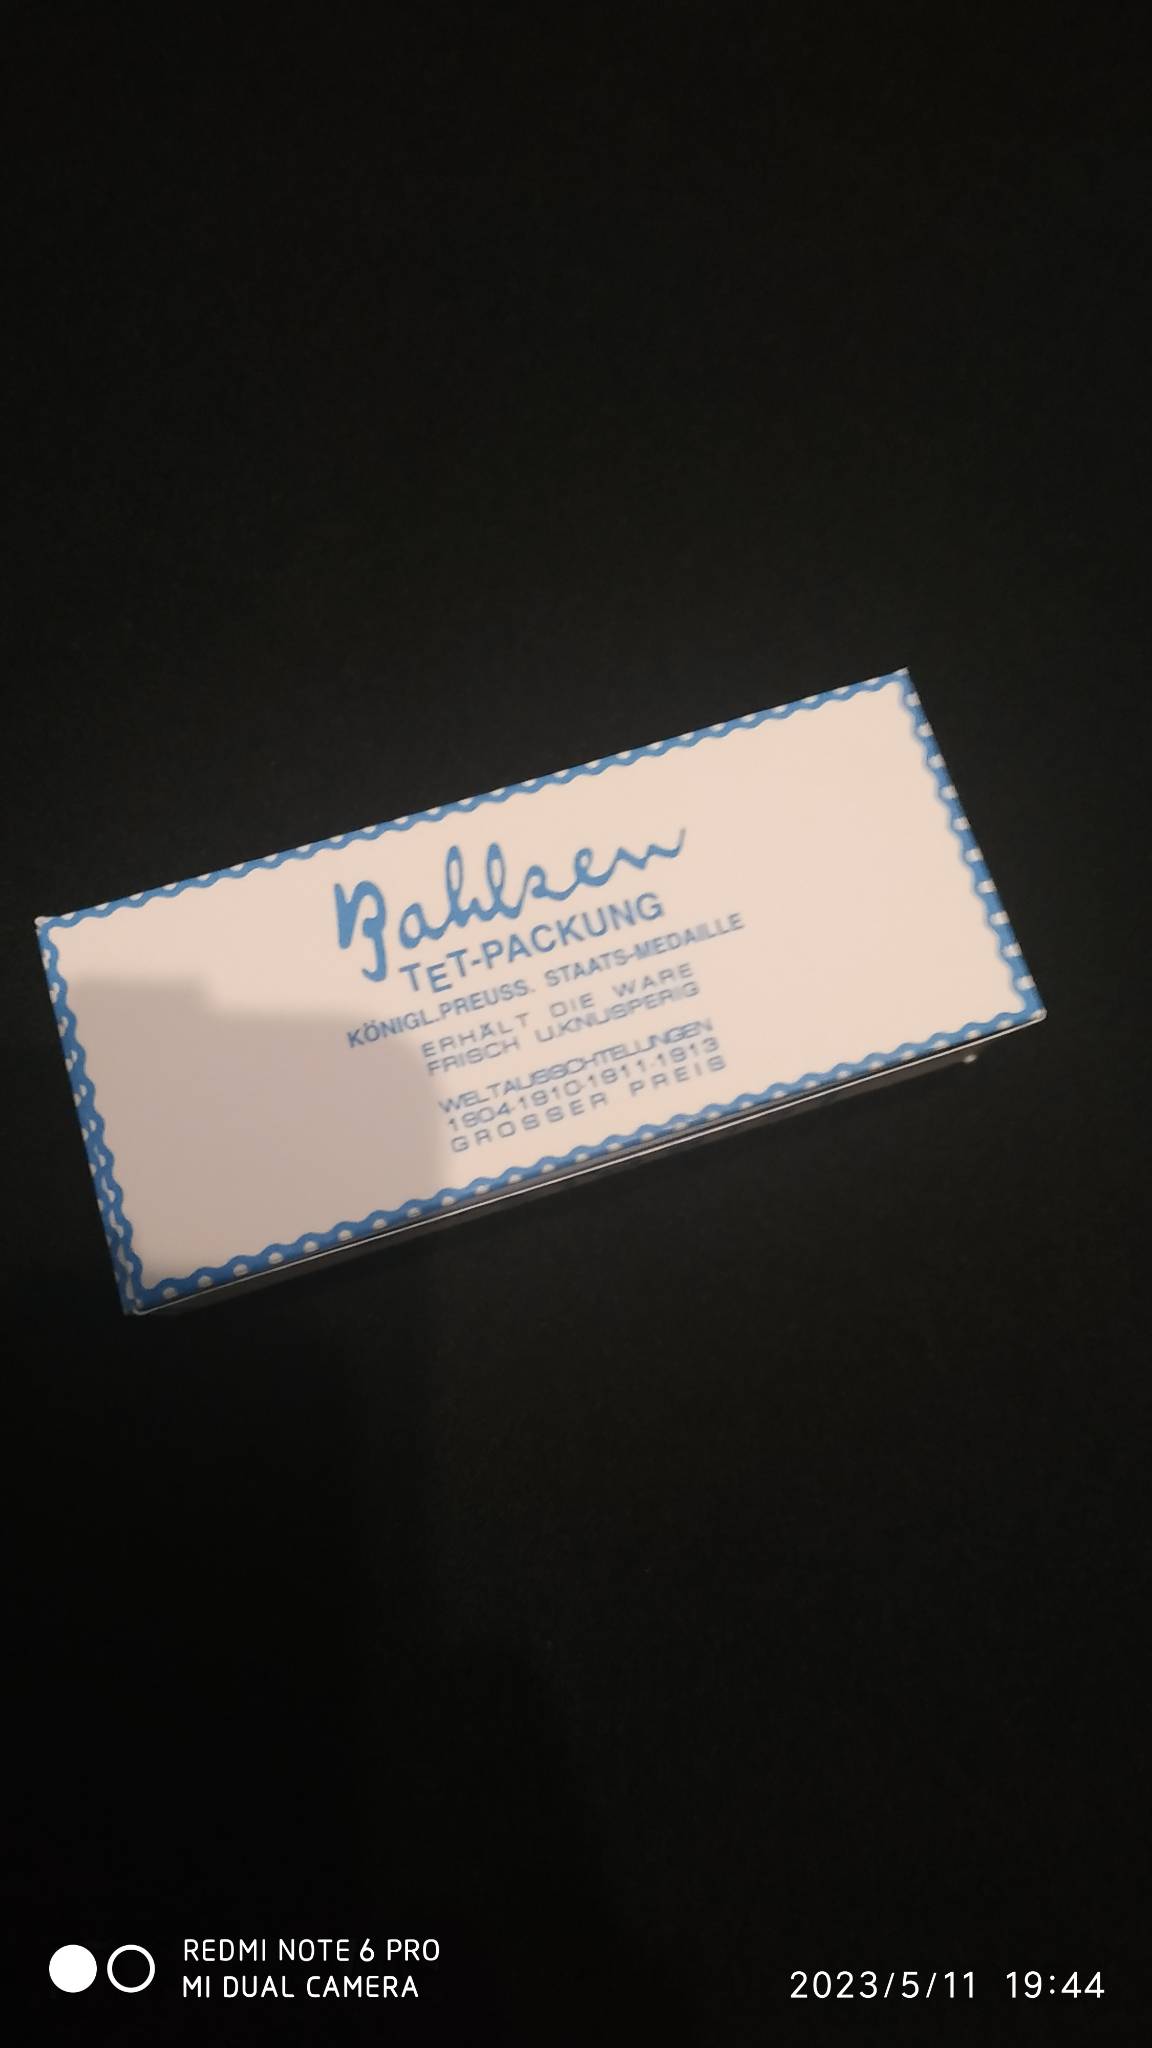 Bahlsen
TET-PACKUNG
KÖNIGL.PREUSS. STAATS-MEDAILLE
ERHÄLT DIE WARE
FRISCH U.KNUSPERIG
WELTAUSSCHTELLUNGEN
1904·1910·1911·1913
GROSSER PREIS
REDMI NOTE 6 PRO
MI DUAL CAMERA
2023/5/11 19:44